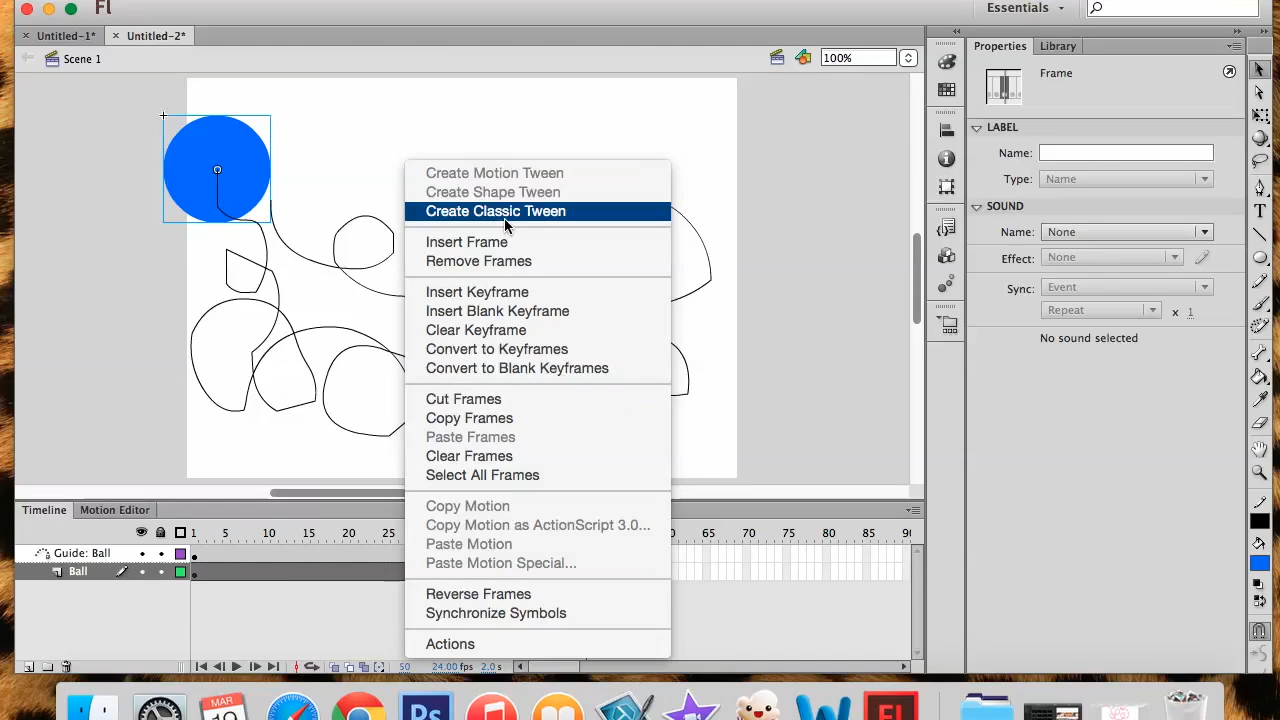 Fl
Essentials
Untitled-1*
Untitled-2*
Scene 1
100%
Properties
Library
Frame
LABEL
Name:
Type: Name
SOUND
Name: None
Effect: None
Sync: Event
Repeat x 1
No sound selected
Create Motion Tween
Create Shape Tween
Create Classic Tween
Insert Frame
Remove Frames
Insert Keyframe
Insert Blank Keyframe
Clear Keyframe
Convert to Keyframes
Convert to Blank Keyframes
Cut Frames
Copy Frames
Paste Frames
Clear Frames
Select All Frames
Copy Motion
Copy Motion as ActionScript 3.0...
Paste Motion
Paste Motion Special...
Reverse Frames
Synchronize Symbols
Actions
Timeline
Motion Editor
1 5 10 15 20 25 65 70 75 80 85 90
Guide: Ball
Ball
50 24.00 fps 2.0 s
MAR
Ps
W
Fl